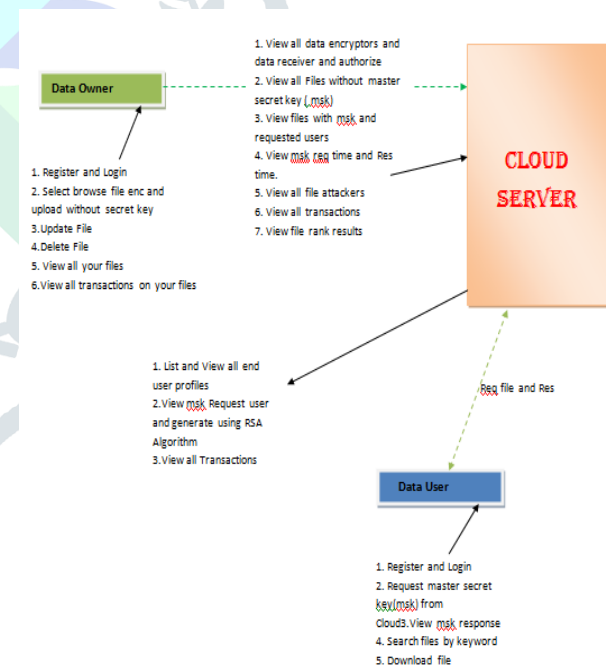 Data Owner
1. Register and Login
2. Select browse file enc and
upload without secret key
3.Update File
4.Delete File
5. View all your files
6.View all transactions on your files
1. View all data encryptors and
data receiver and authorize
2. View all Files without master
secret key (.msk)
3. View files with msk and
requested users
4. View msk req time and Res
time.
5. View all file attackers
6. View all transactions
7. View file rank results
CLOUD
SERVER
1. List and View all end
user profiles
2.View msk Request user
and generate using RSA
Algorithm
3.View all Transactions
Req file and Res
Data User
1. Register and Login
2. Request master secret
key(msk) from
Cloud3.View msk response
4. Search files by keyword
5. Download file